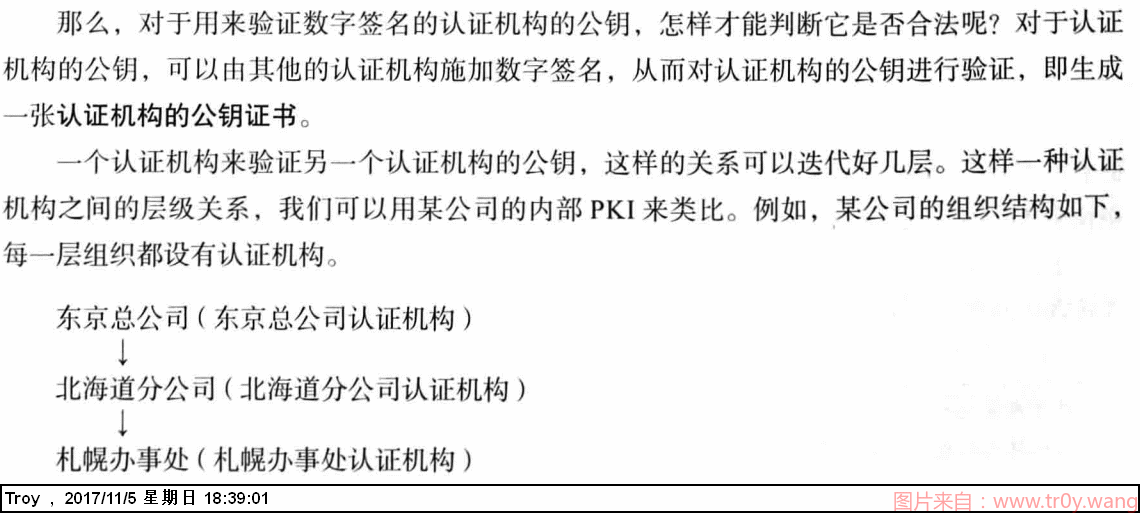 那么，对于用来验证数字签名的认证机构的公钥，怎样才能判断它是否合法呢？对于认证
机构的公钥，可以由其他的认证机构施加数字签名，从而对认证机构的公钥进行验证，即生成
一张认证机构的公钥证书。
一个认证机构来验证另一个认证机构的公钥，这样的关系可以迭代好几层。这样一种认证
机构之间的层级关系，我们可以用某公司的内部 PKI 来类比。例如，某公司的组织结构如下，
每一层组织都设有认证机构。
东京总公司（东京总公司认证机构）
↓
北海道分公司（北海道分公司认证机构）
↓
札幌办事处（札幌办事处认证机构）
Troy , 2017/11/5 星期日 18:39:01
图片来自：www.tr0y.wang